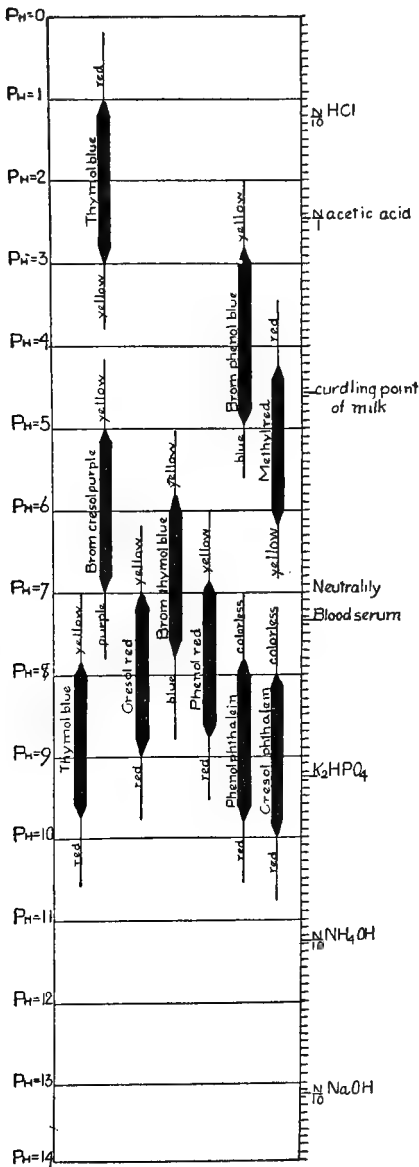 PH=0
red
PH=1
N/10 HCl
Thymol blue
PH=2
yellow
N/1 acetic acid
PH=3
yellow
Brom phenol blue
red
PH=4
yellow
curdling point
of milk
PH=5
blue
Methyl red
Brom cresol purple
yellow
PH=6
yellow
yellow
yellow
Brom thymol blue
PH=7
Neutrality
purple
yellow
colorless
colorless
Blood serum
Cresol red
Phenol red
PH=8
blue
Thymol blue
Phenolphthalein
Cresol phthalein
PH=9
red
red
K2HPO4
PH=10
red
red
red
PH=11
N/10 NH4OH
PH=12
PH=13
N/10 NaOH
PH=14